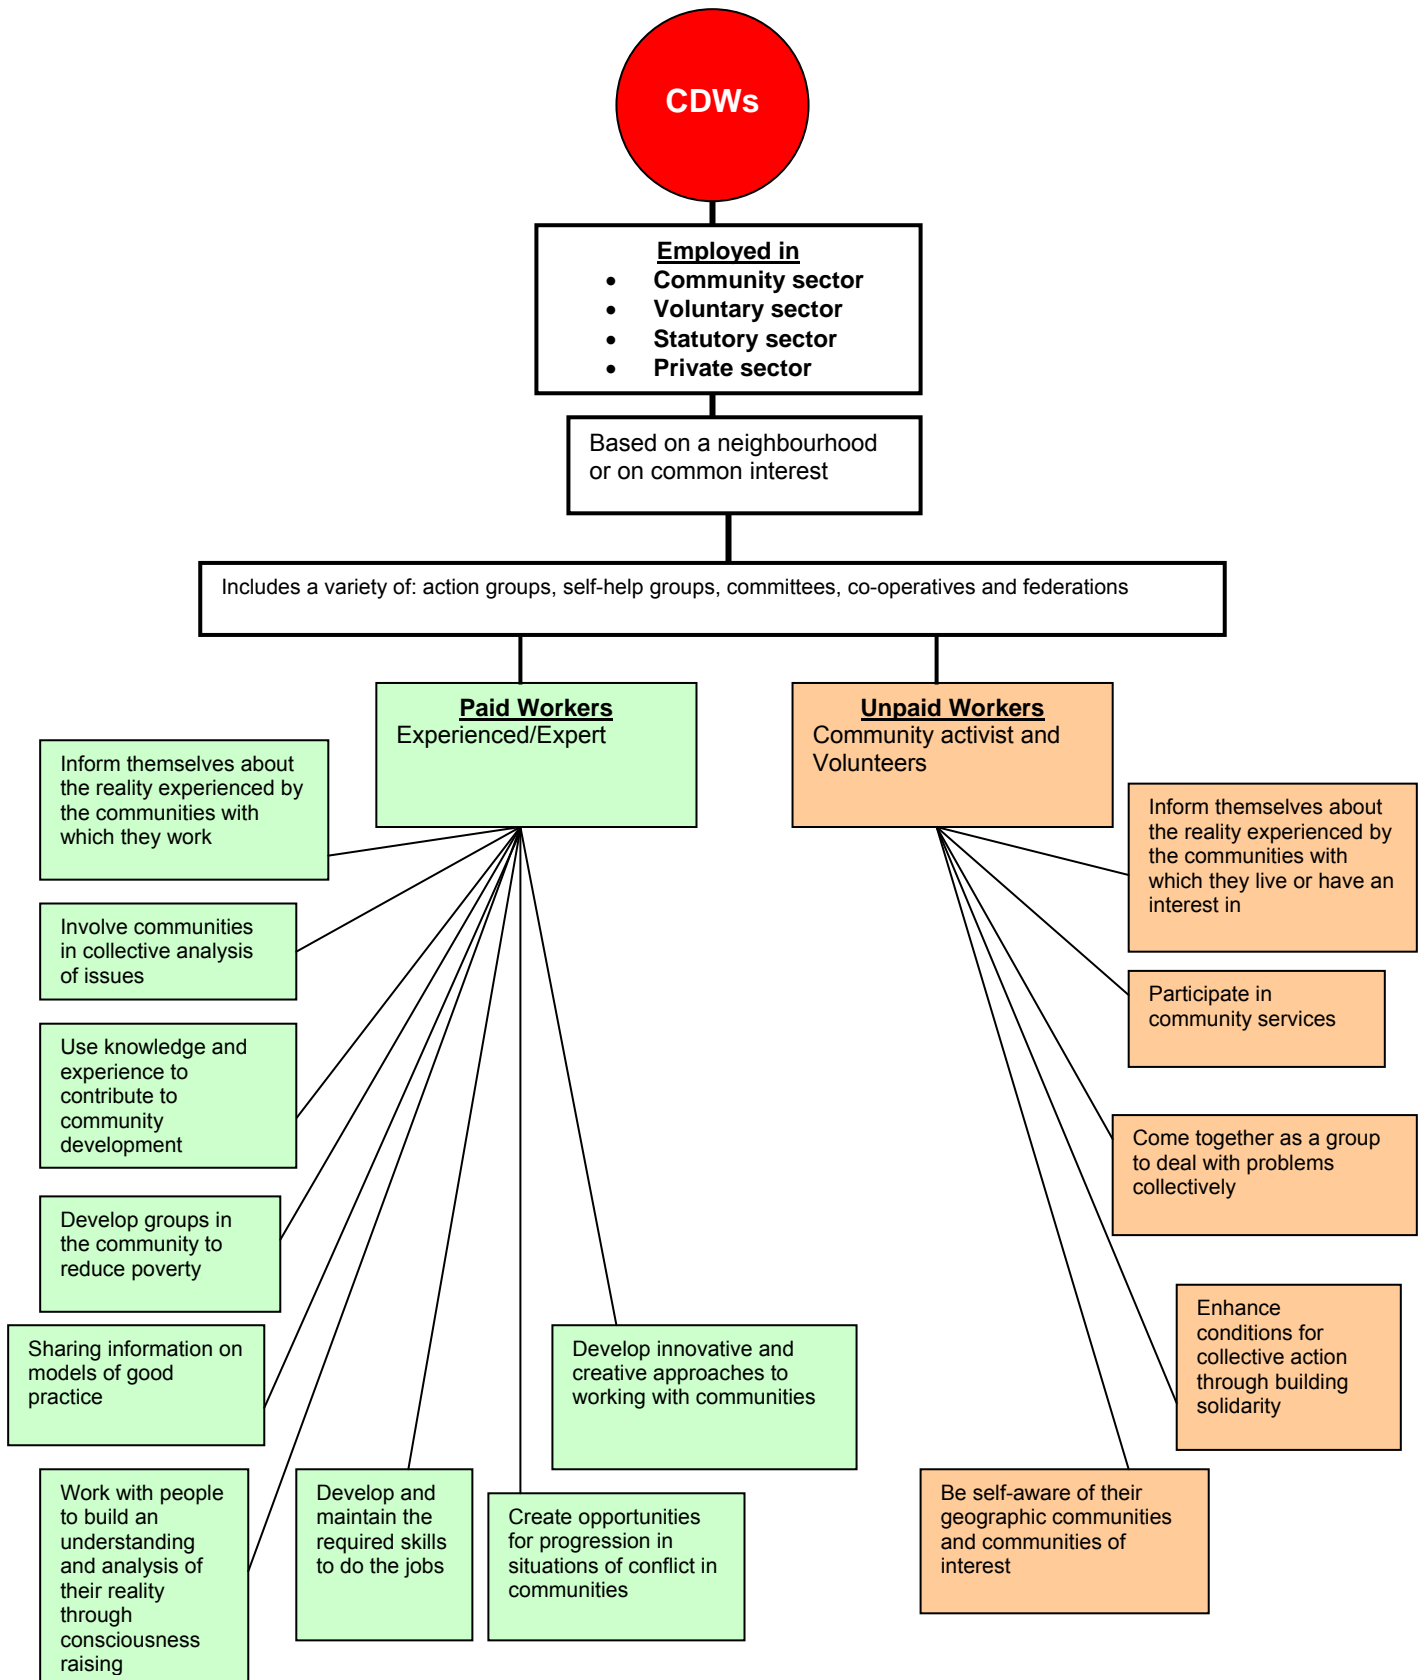 CDWs
Employed in
• Community sector
• Voluntary sector
• Statutory sector
• Private sector
Based on a neighbourhood
or on common interest
Includes a variety of: action groups, self-help groups, committees, co-operatives and federations
Paid Workers
Experienced/Expert
Unpaid Workers
Community activist and
Volunteers
Inform themselves about
the reality experienced by
the communities with
which they work
Involve communities
in collective analysis
of issues
Use knowledge and
experience to
contribute to
community
development
Develop groups in
the community to
reduce poverty
Sharing information on
models of good
practice
Work with people
to build an
understanding
and analysis of
their reality
through
consciousness
raising
Develop and
maintain the
required skills
to do the jobs
Create opportunities
for progression in
situations of conflict in
communities
Develop innovative and
creative approaches to
working with communities
Inform themselves about
the reality experienced by
the communities with
which they live or have an
interest in
Participate in
community services
Come together as a group
to deal with problems
collectively
Enhance
conditions for
collective action
through building
solidarity
Be self-aware of their
geographic communities
and communities of
interest